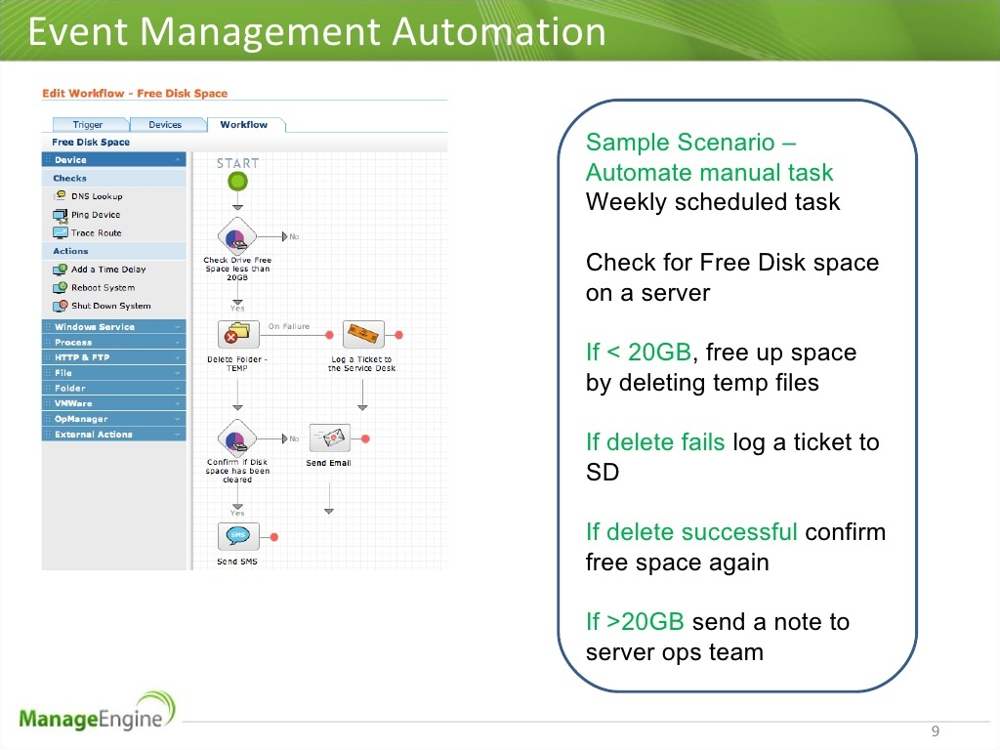 Event Management Automation
Edit Workflow - Free Disk Space
Trigger
Devices
Workflow
Free Disk Space
Device
Checks
DNS Lookup
Ping Device
Trace Route
Actions
Add a Time Delay
Reboot System
Shut Down System
Windows Service
Process
HTTP & FTP
File
Folder
VMWare
OpManager
External Actions
START
No
Check Drive Free
Space less than
20GB
Yes
On Failure
Delete Folder -
TEMP
Log a Ticket to
the Service Desk
No
Confirm if Disk
space has been
cleared
Send Email
Yes
SMS
Send SMS
Sample Scenario –
Automate manual task
Weekly scheduled task
Check for Free Disk space
on a server
If < 20GB, free up space
by deleting temp files
If delete fails log a ticket to
SD
If delete successful confirm
free space again
If >20GB send a note to
server ops team
ManageEngine
9